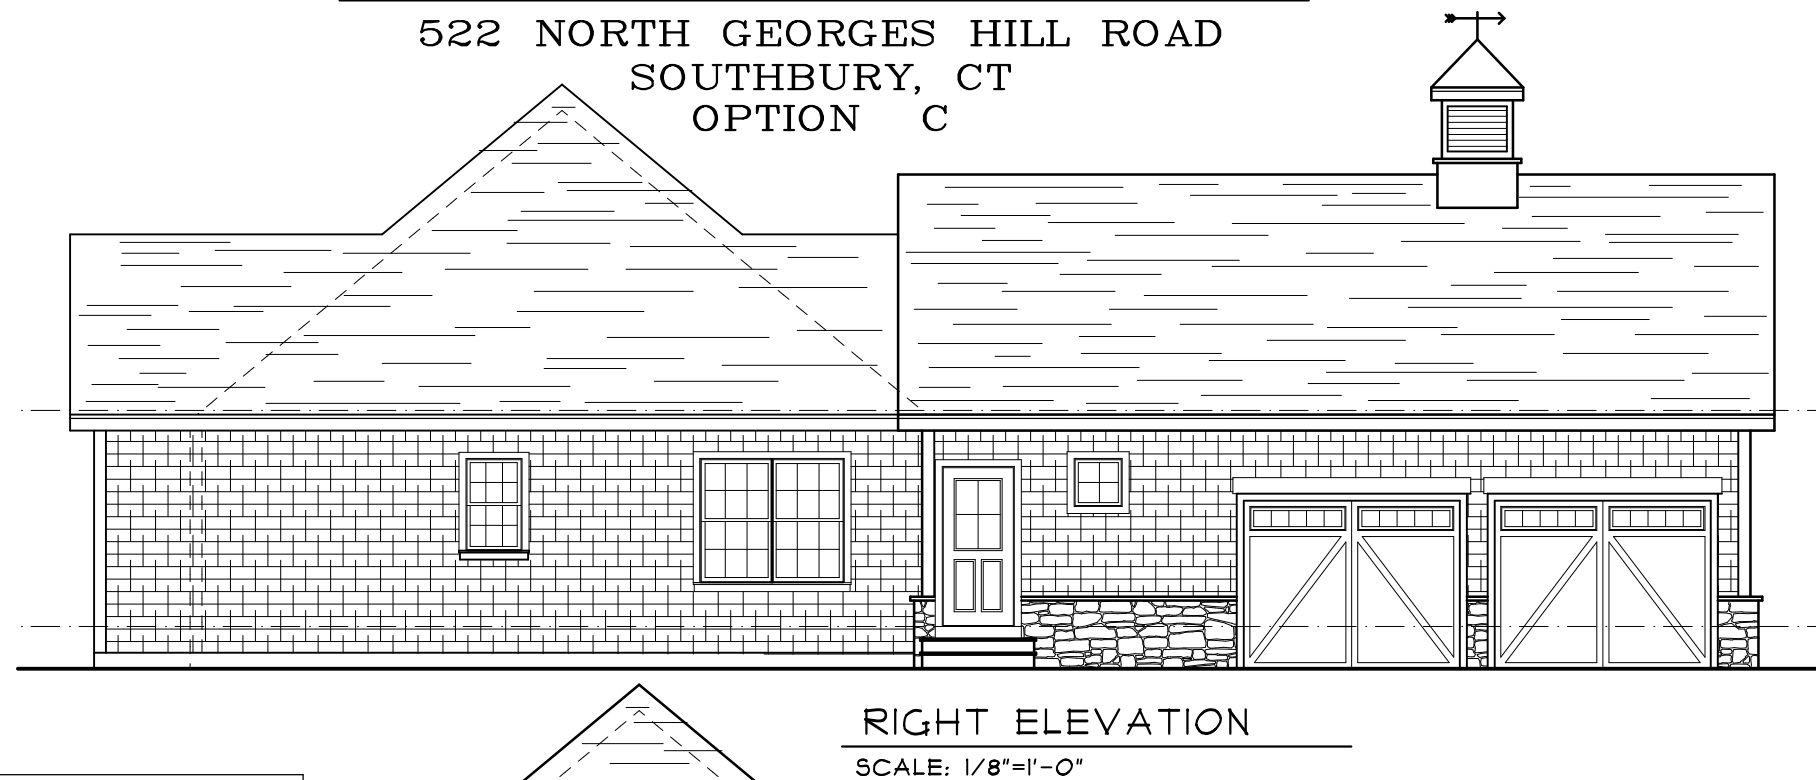 522 NORTH GEORGES HILL ROAD
SOUTHBURY, CT
OPTION C
RIGHT ELEVATION
SCALE: 1/8"=1'-0"